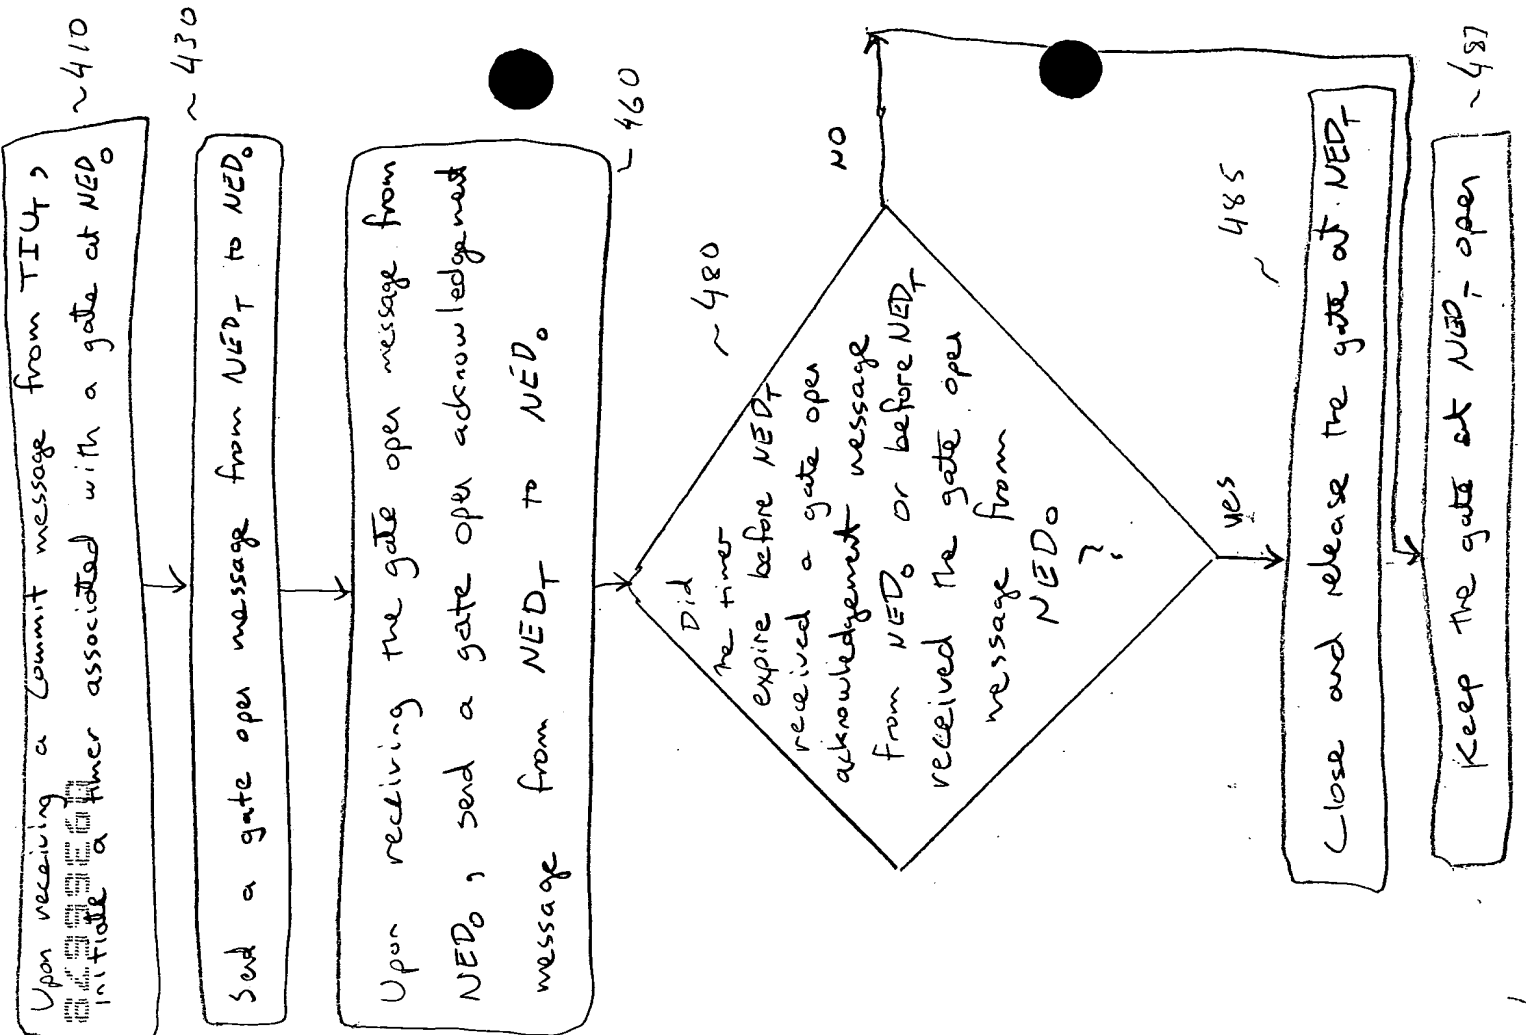 Upon receiving a Commit message from TIU_T,
initiate a timer associated with a gate at NED_O
~410
Send a gate open message from NED_T to NED_O
~430
Upon receiving the gate open message from
NED_O, send a gate open acknowledgment
message from NED_T to NED_O
~460
Did
the timer
expire before NED_T
received a gate open
acknowledgement message
from NED_O or before NED_T
received the gate open
message from
NED_O
?
~480
NO
yes
Close and release the gate at NED_T
~485
Keep the gate at NED_T open
~487